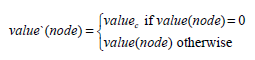 value`(node) = { value_c if value(node) = 0
value(node) otherwise